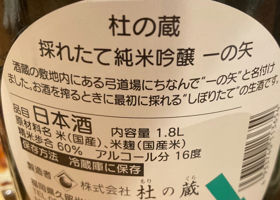 杜の蔵
採れたて純米吟醸 一の矢
酒蔵の敷地内にある弓道場にちなんで“一の矢”と名付け
ました。お酒を搾るときに最初に採れる“しぼりたて”の生酒です。
品目 日本酒 内容量 1.8L
原材料名 米(国産)、米麹(国産米)
精米歩合 60% アルコール分 16度
保存方法 冷蔵庫に保存
製造者 株式会社 杜の蔵
もり くら